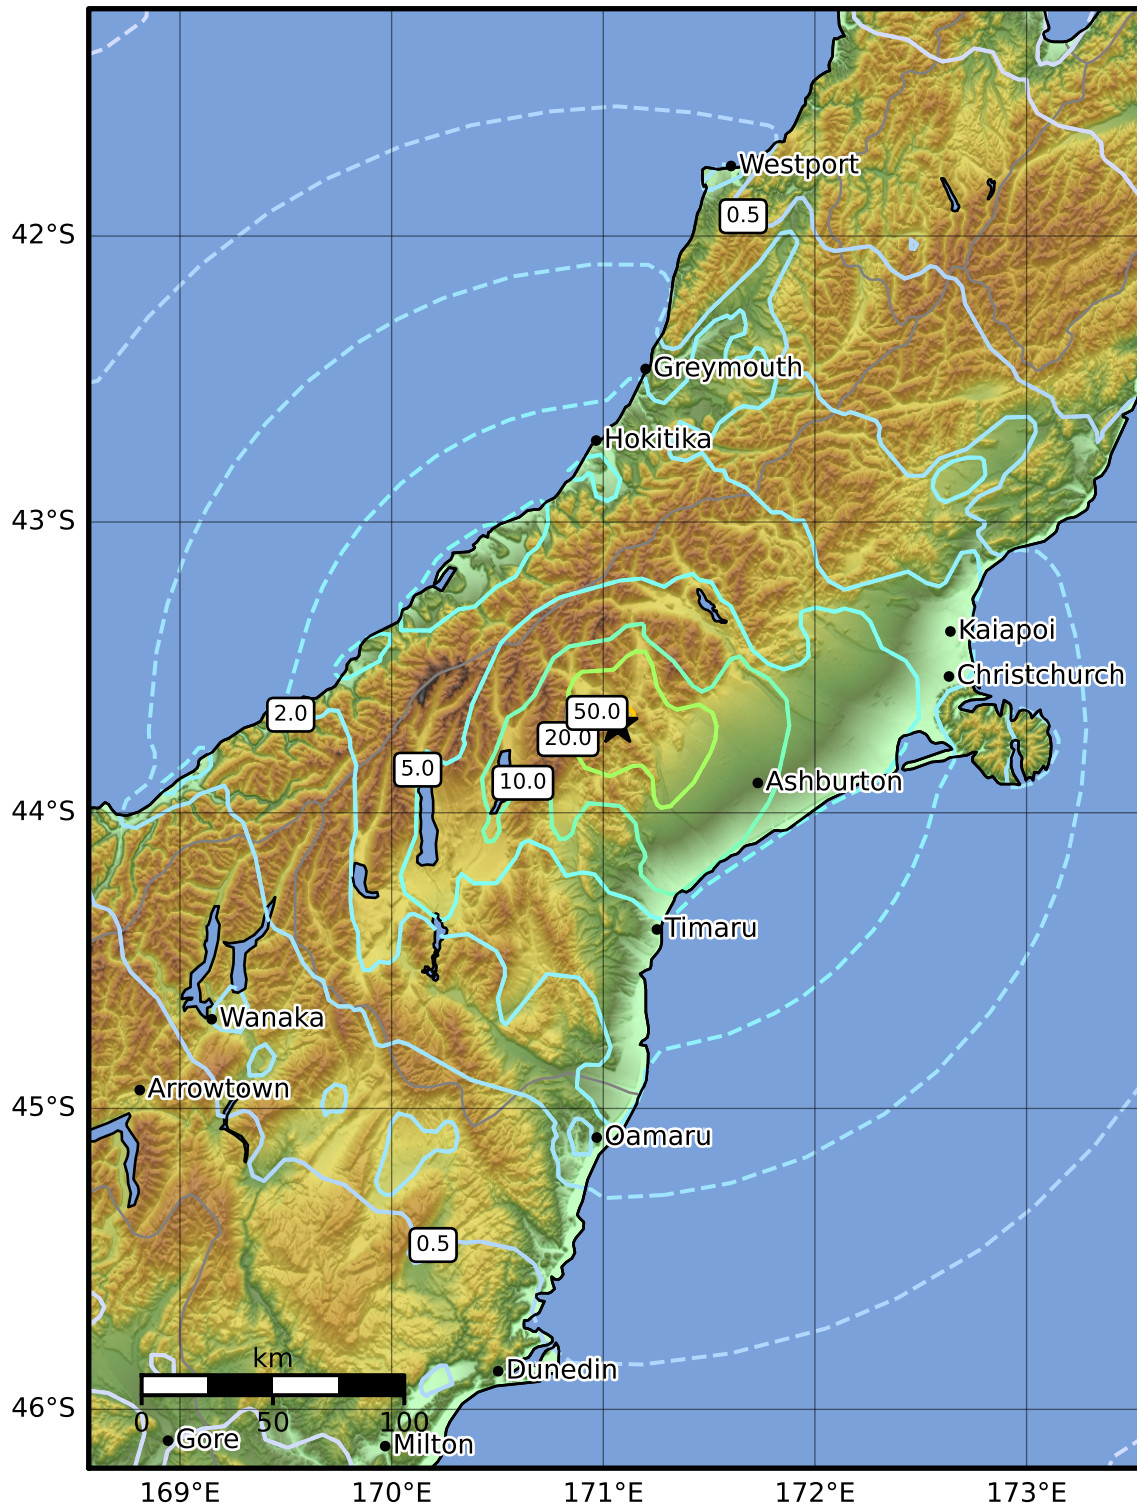 Westport
0.5
42°S
Greymouth
Hokitika
43°S
Kaiapoi
Christchurch
2.0
50.0
20.0
5.0
10.0
Ashburton
44°S
Timaru
Wanaka
Arrowtown
45°S
Oamaru
0.5
km
Dunedin
46°S
0 50 100
Gore
Milton
169°E 170°E 171°E 172°E 173°E